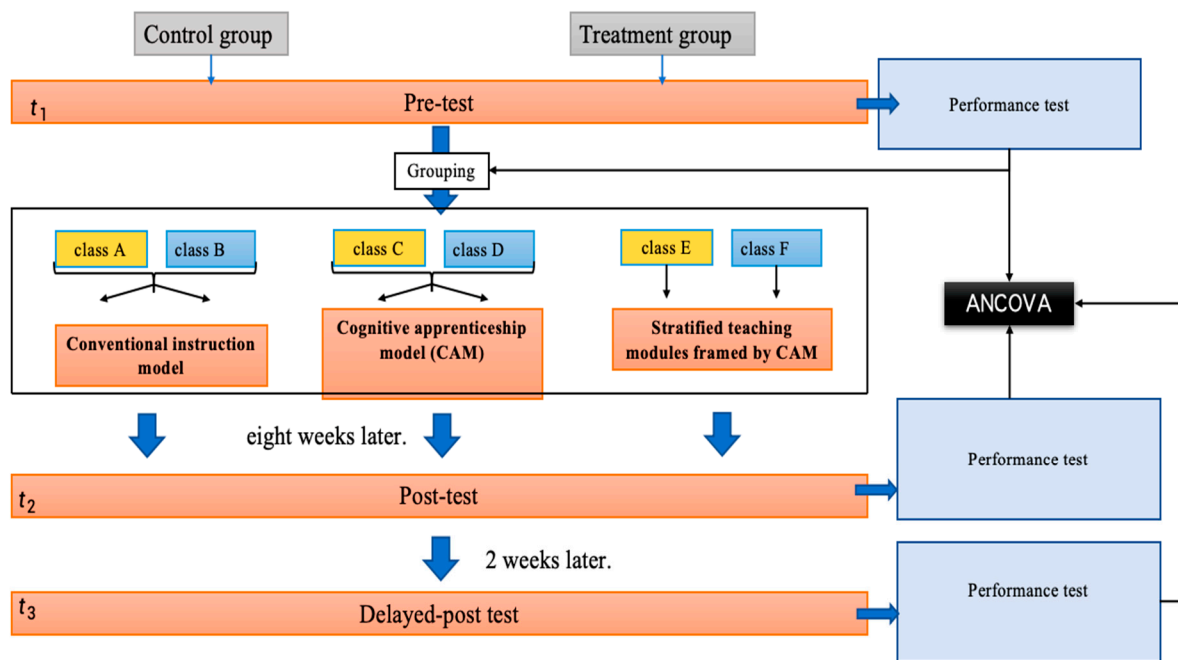 Control group
Treatment group
t1
Pre-test
Performance test
Grouping
class A
class B
class C
class D
class E
class F
Conventional instruction
model
Cognitive apprenticeship
model (CAM)
Stratified teaching
modules framed by CAM
ANCOVA
eight weeks later.
t2
Post-test
Performance test
2 weeks later.
t3
Delayed-post test
Performance test